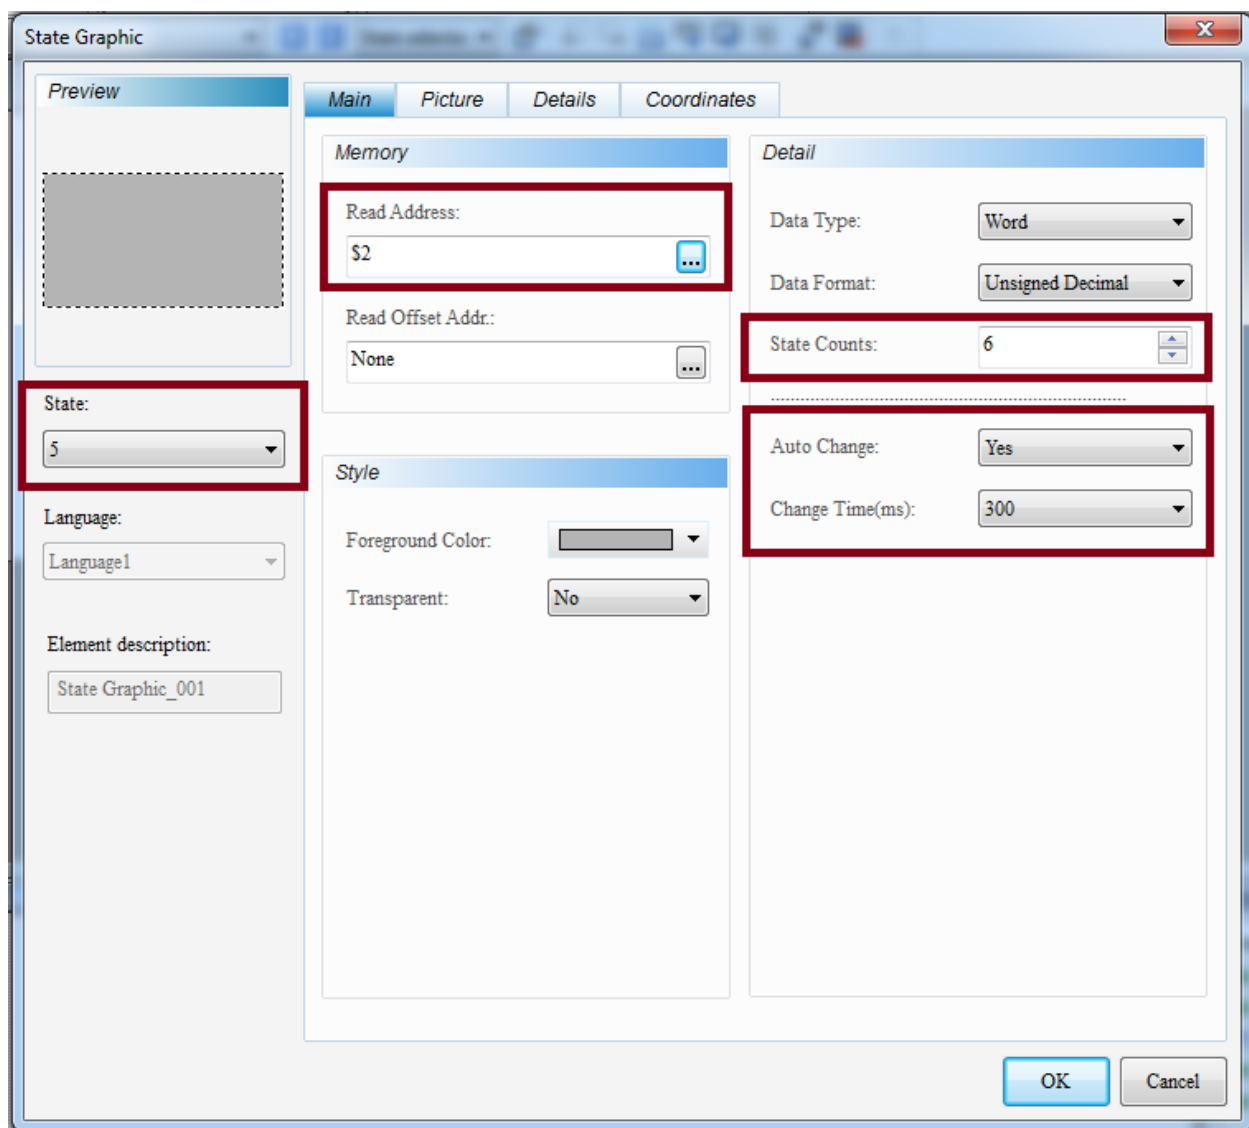 State Graphic
Preview
State:
5
Language:
Language1
Element description:
State Graphic_001
Main Picture Details Coordinates
Memory
Read Address:
$2
...
Read Offset Addr.:
None
...
Style
Foreground Color:
Transparent: No
Detail
Data Type: Word
Data Format: Unsigned Decimal
State Counts: 6
Auto Change: Yes
Change Time(ms): 300
OK Cancel